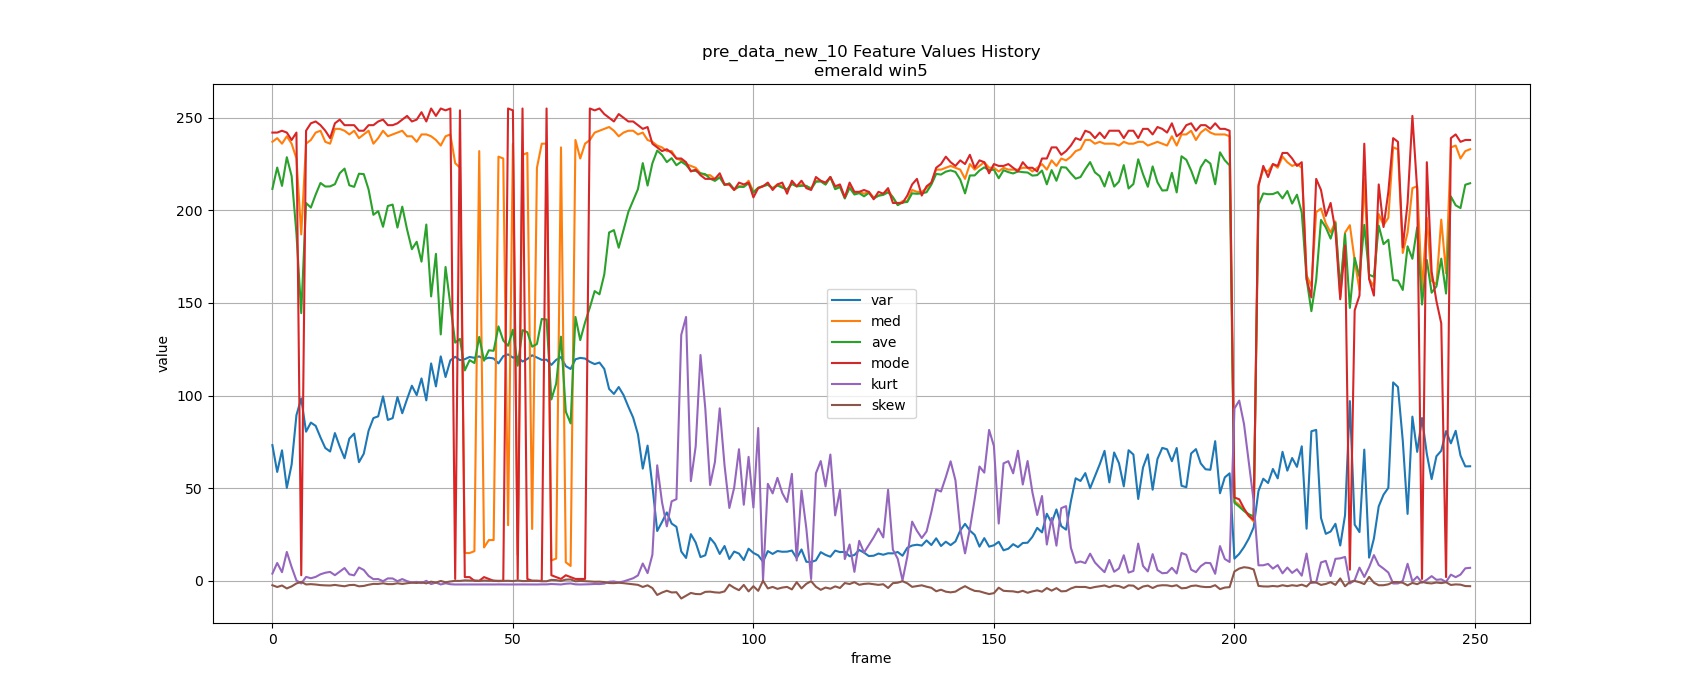 pre_data_new_10 Feature Values History
emerald win5
value
250
200
150
100
50
0
var
med
ave
mode
kurt
skew
0
50
100
150
200
250
frame